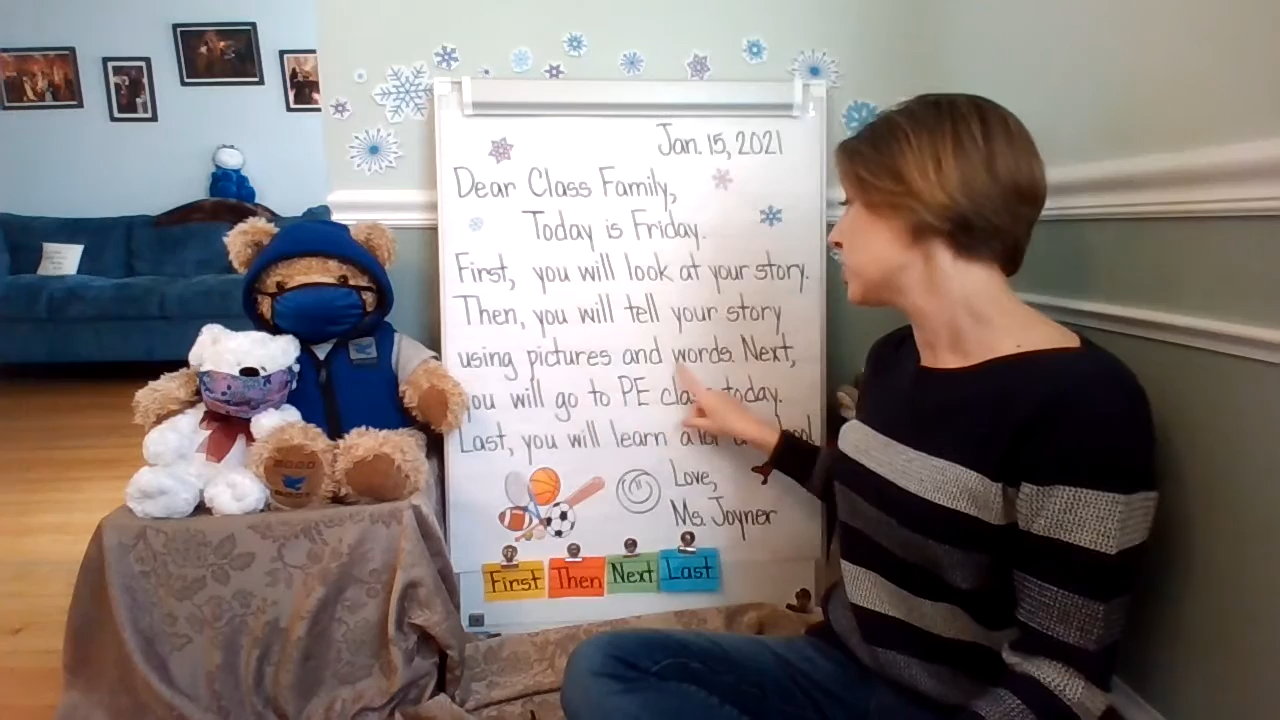 Jan. 15, 2021
Dear Class Family,
Today is Friday.
First, you will look at your story.
Then, you will tell your story
using pictures and words. Next,
you will go to PE class today.
Last, you will learn a lot
Love,
Ms. Joyner
First Then Next Last